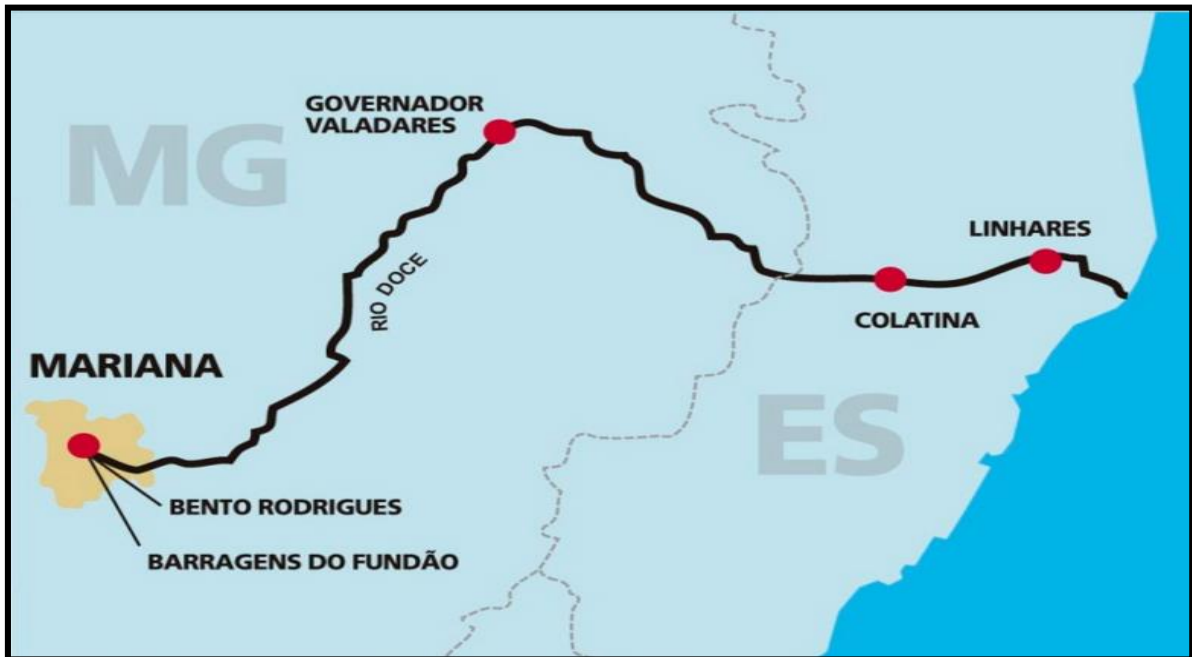 GOVERNADOR
VALADARES
MG
LINHARES
RIO DOCE
COLATINA
MARIANA
ES
BENTO RODRIGUES
BARRAGENS DO FUNDÃO